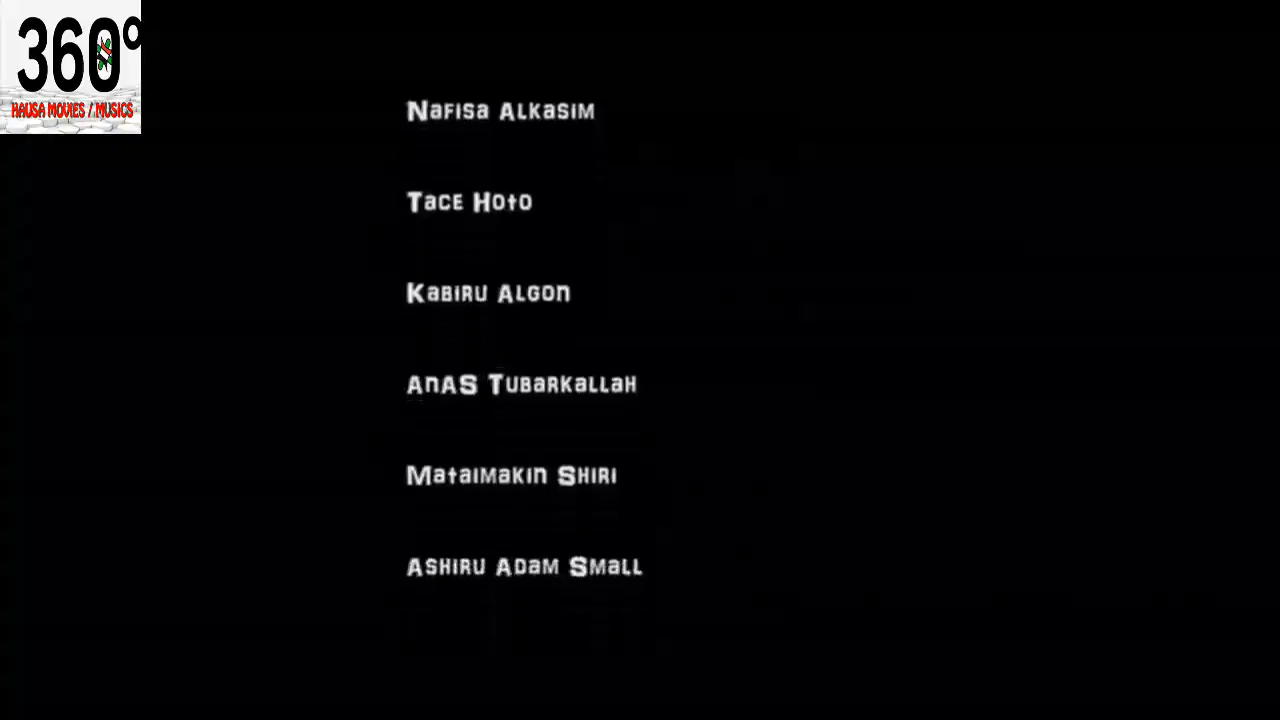 360°
HAUSA MOVIES / MUSICS
Nafisa Alkasim
Tace Hoto
Kabiru Algon
Anas Tubarkallah
Mataimakin Shiri
Ashiru Adam Small